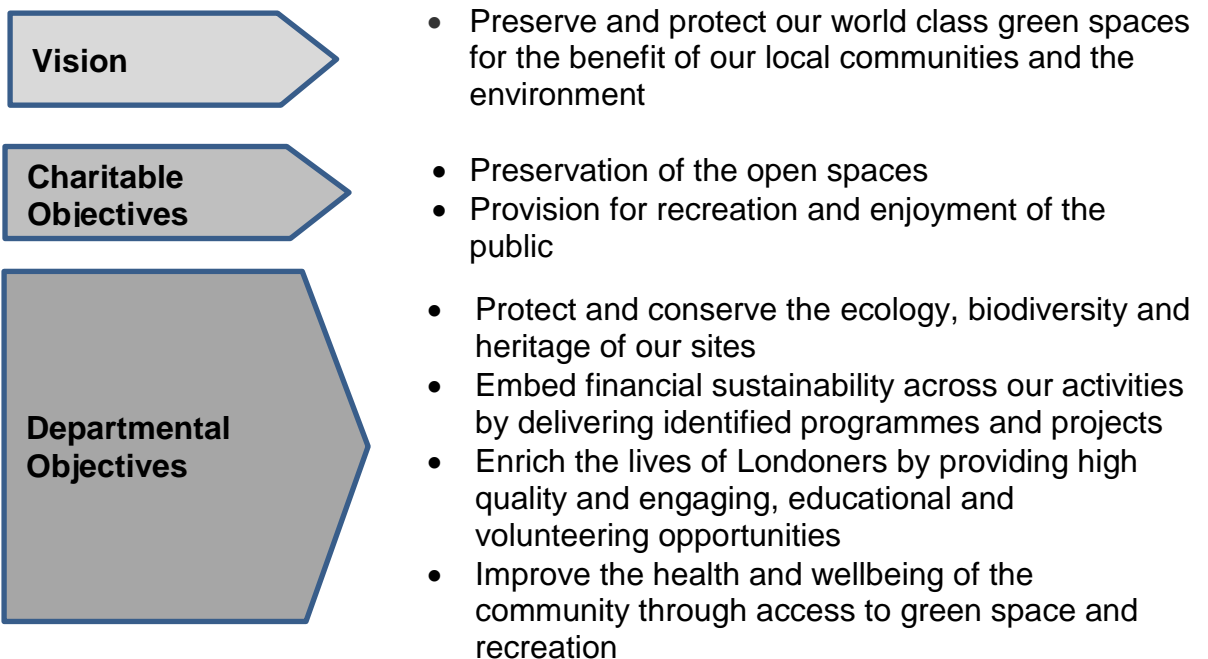 Vision
• Preserve and protect our world class green spaces
for the benefit of our local communities and the
environment
Charitable
Objectives
• Preservation of the open spaces
• Provision for recreation and enjoyment of the
public
Departmental
Objectives
• Protect and conserve the ecology, biodiversity and
heritage of our sites
• Embed financial sustainability across our activities
by delivering identified programmes and projects
• Enrich the lives of Londoners by providing high
quality and engaging, educational and
volunteering opportunities
• Improve the health and wellbeing of the
community through access to green space and
recreation